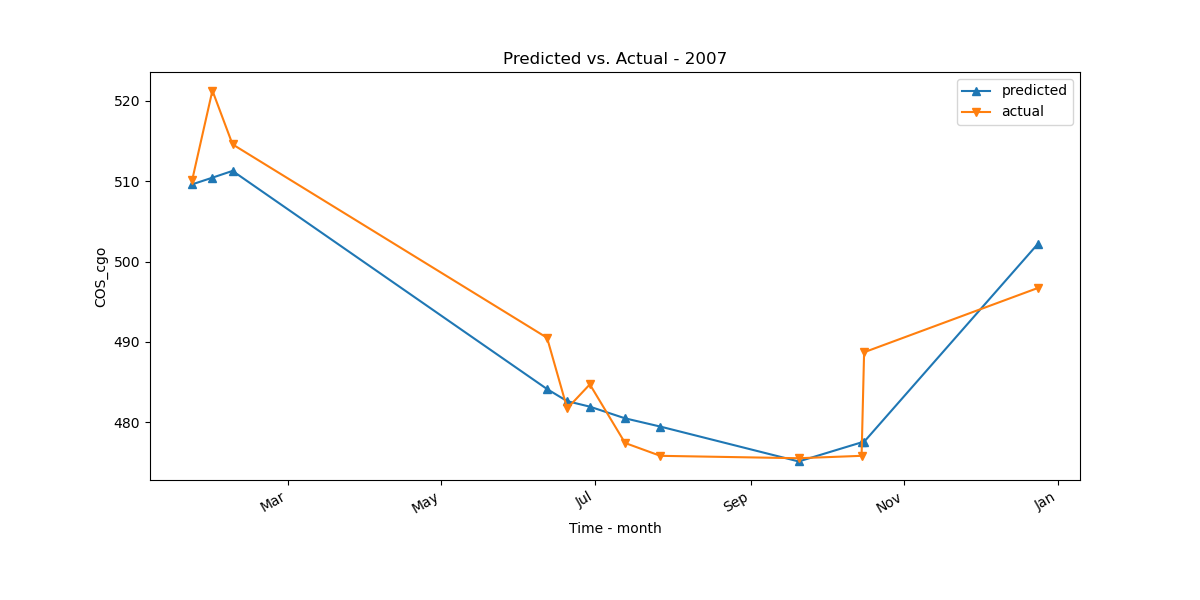 Predicted vs. Actual - 2007
predicted
actual
520
510
500
490
480
COS_cgo
Mar
May
Jul
Sep
Nov
Jan
Time - month